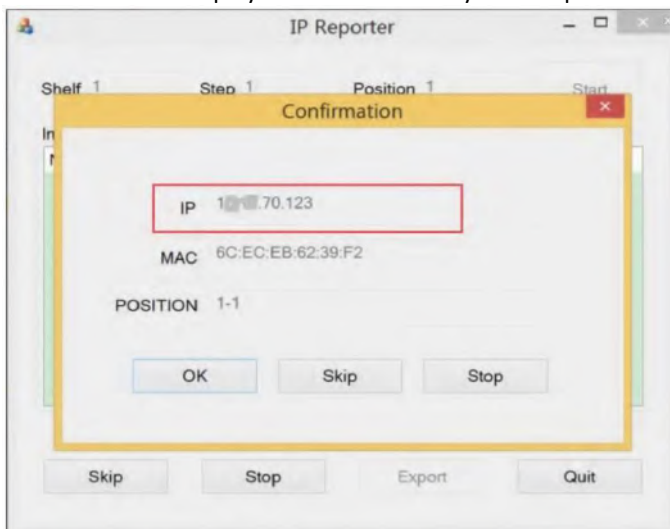 IP Reporter
Shelf 1 Step 1 Position 1 Start
Confirmation
In
IP .70.123
MAC 6C:EC:EB:62:39:F2
POSITION 1-1
OK Skip Stop
Skip Stop Export Quit